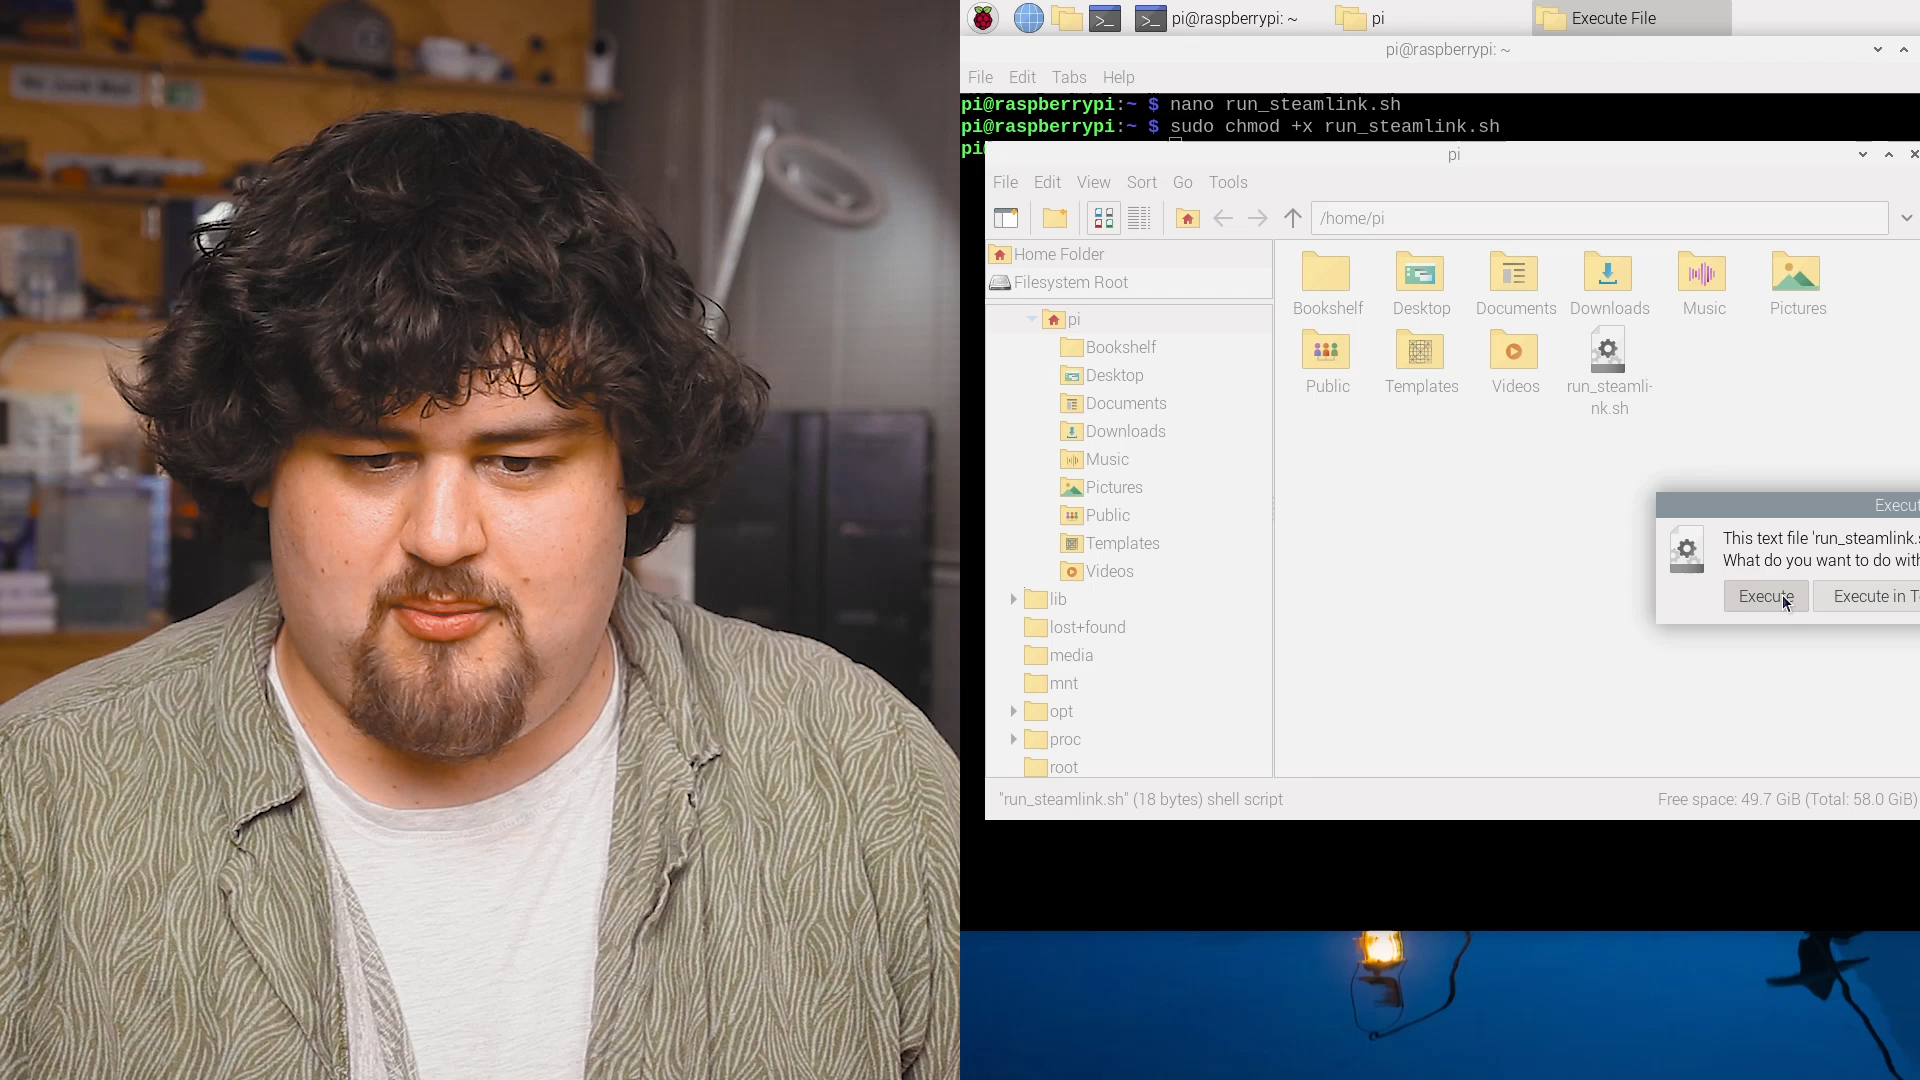 pi@raspberrypi: ~
pi
Execute File
pi@raspberrypi: ~
File Edit Tabs Help
pi@raspberrypi:~ $ nano run_steamlink.sh
pi@raspberrypi:~ $ sudo chmod +x run_steamlink.sh
pi
pi
File Edit View Sort Go Tools
/home/pi
Home Folder
Filesystem Root
pi
Bookshelf
Desktop
Documents
Downloads
Music
Pictures
Public
Templates
Videos
lib
lost+found
media
mnt
opt
proc
root
Bookshelf Desktop Documents Downloads Music Pictures
Public Templates Videos run_steamli-
nk.sh
Execut
This text file 'run_steamlink.s
What do you want to do with
Execute Execute in T
"run_steamlink.sh" (18 bytes) shell script
Free space: 49.7 GiB (Total: 58.0 GiB)